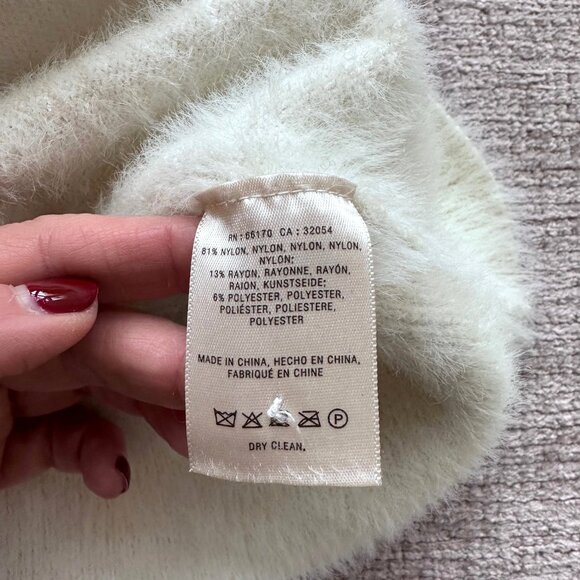 RN : 66170 CA : 32054
81% NYLON, NYLON, NYLON, NYLON,
NYLON;
13% RAYON, RAYONNE, RAYÓN,
RAION, KUNSTSEIDE;
6% POLYESTER, POLYESTER,
POLIÉSTER, POLIESTERE,
POLYESTER
MADE IN CHINA, HECHO EN CHINA,
FABRIQUÉ EN CHINE
P
DRY CLEAN.